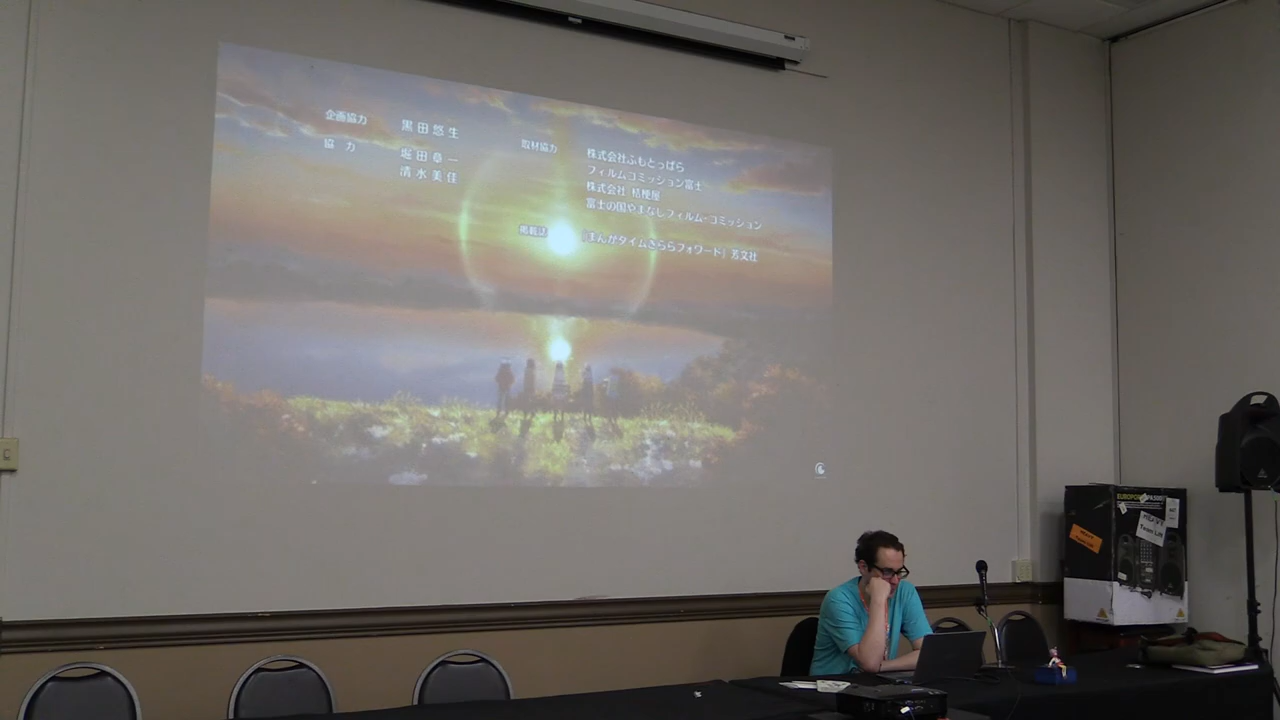 企画協力 黒田悠生
協力 堀田章一
清水美佳
取材協力 株式会社ふもとっぱら
フィルムコミッション富士
株式会社 桔梗屋
富士の国やまなしフィルム・コミッション
掲載誌 『まんがタイムきららフォワード』 芳文社
EUROPORT
Team Lol